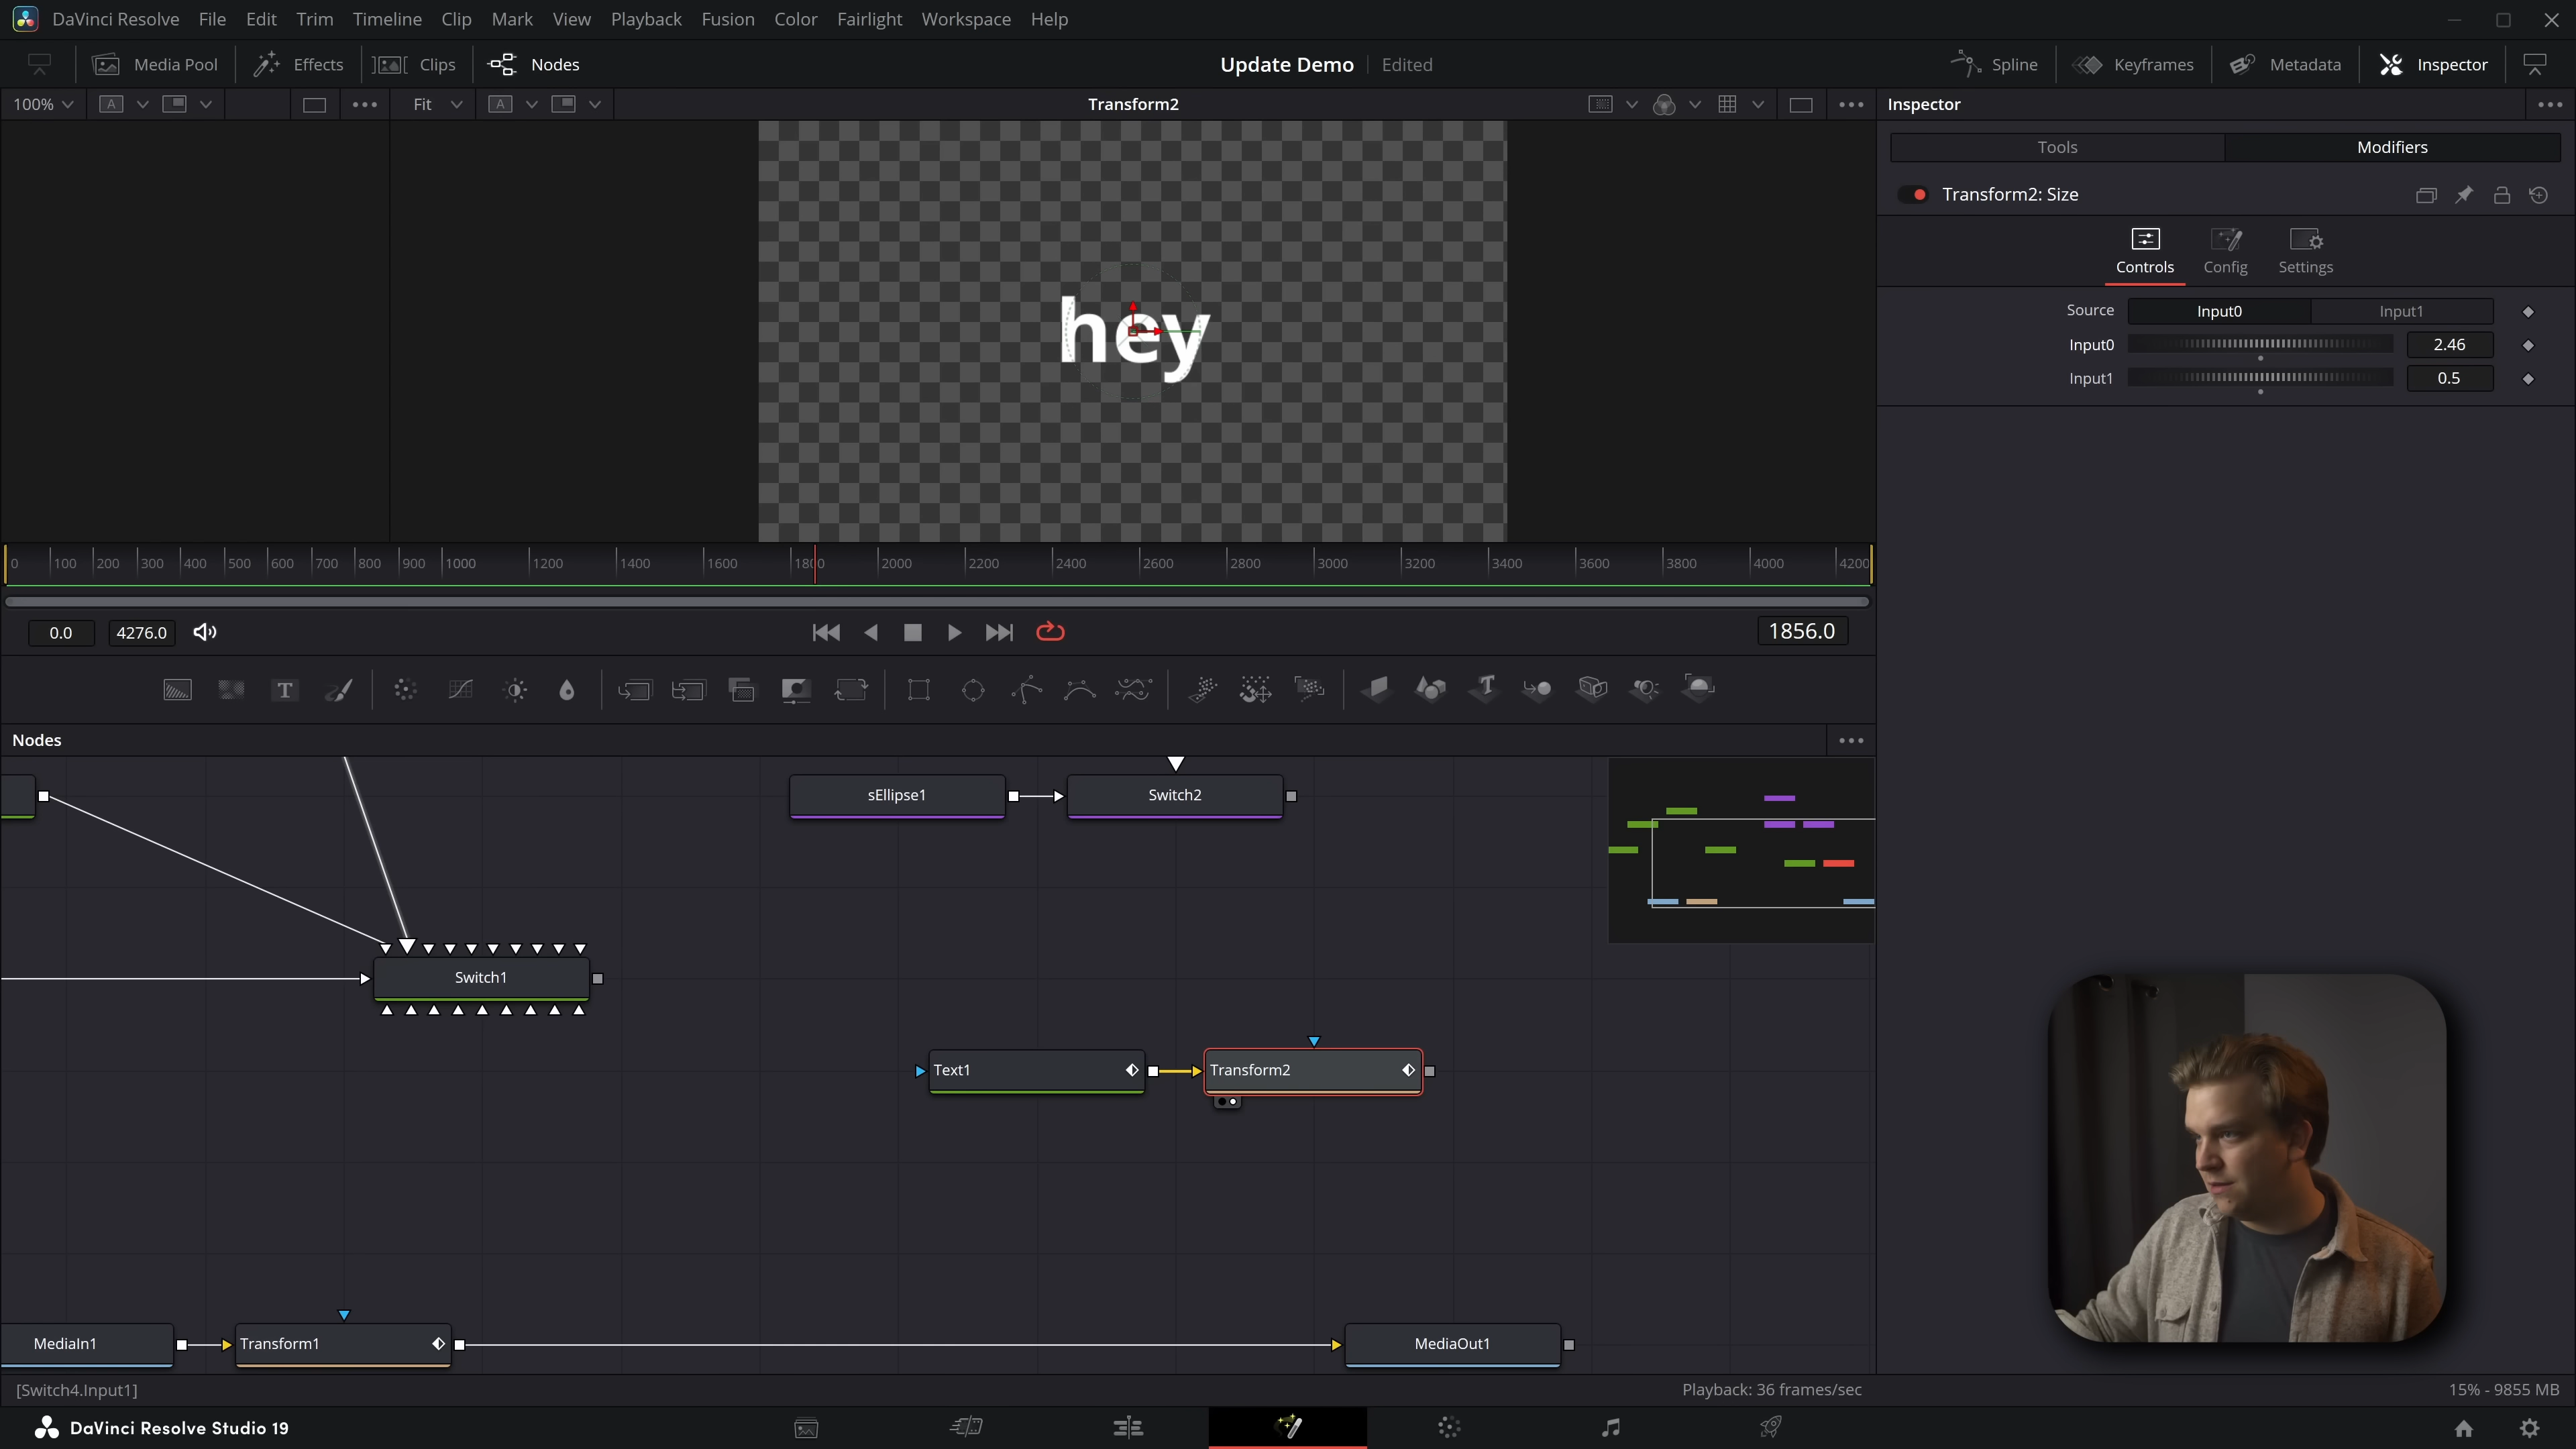 DaVinci Resolve File Edit Trim Timeline Clip Mark View Playback Fusion Color Fairlight Workspace Help
Media Pool Effects Clips Nodes Update Demo Edited Spline Keyframes Metadata Inspector
100% A Fit A Transform2 Inspector
Tools Modifiers
Transform2: Size
Controls Config Settings
Source Input0 Input1
Input0 2.46
Input1 0.5
hey
0 100 200 300 400 500 600 700 800 900 1000 1200 1400 1600 1800 2000 2200 2400 2600 2800 3000 3200 3400 3600 3800 4000 4200
0.0 4276.0 1856.0
T
Nodes
sEllipse1 Switch2
Switch1
Text1 Transform2
MediaIn1 Transform1 MediaOut1
[Switch4.Input1] Playback: 36 frames/sec 15% - 9855 MB
DaVinci Resolve Studio 19